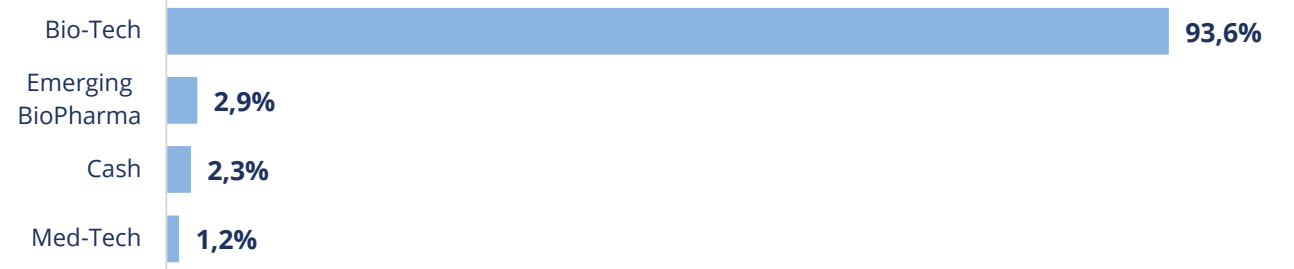 Bio-Tech
93,6%
Emerging
BioPharma
2,9%
Cash
2,3%
Med-Tech
1,2%